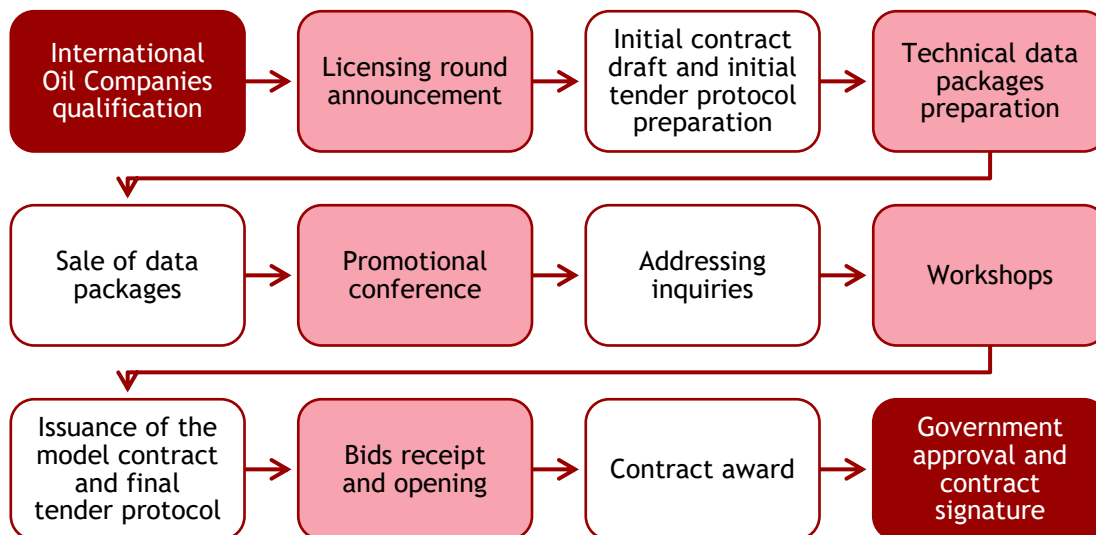 International
Oil Companies
qualification
Licensing round
announcement
Initial contract
draft and initial
tender protocol
preparation
Technical data
packages
preparation
Sale of data
packages
Promotional
conference
Addressing
inquiries
Workshops
Issuance of the
model contract
and final
tender protocol
Bids receipt
and opening
Contract award
Government
approval and
contract
signature